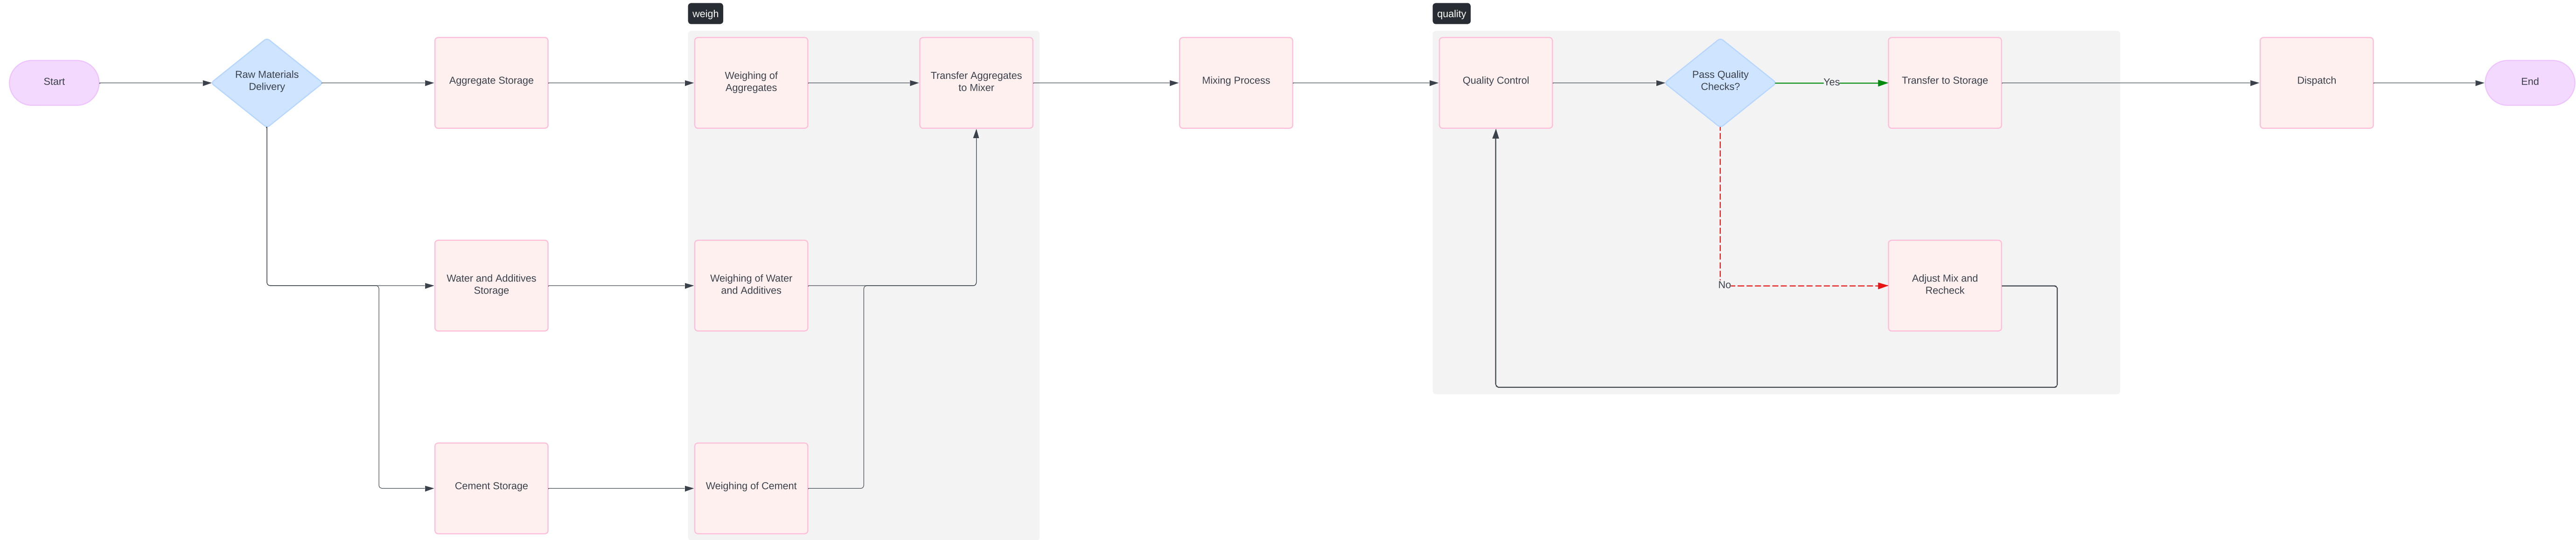 weigh
quality
Start
Raw Materials
Delivery
Aggregate Storage
Weighing of
Aggregates
Transfer Aggregates
to Mixer
Mixing Process
Quality Control
Pass Quality
Checks?
Yes
Transfer to Storage
Dispatch
End
Water and Additives
Storage
Weighing of Water
and Additives
No
Adjust Mix and
Recheck
Cement Storage
Weighing of Cement